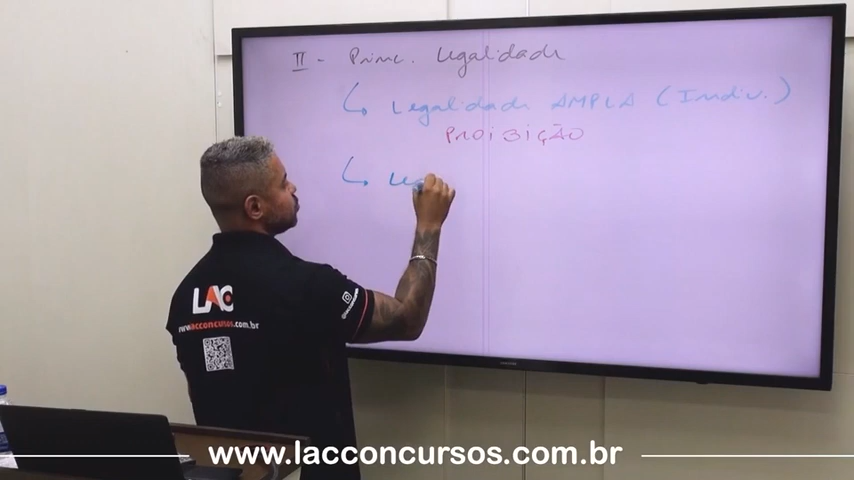 II - Princ. Legalidade
↳ Legalidade AMPLA (Indiv.)
PROIBIÇÃO
↳ Le
LAC
www.lacconcursos.com.br
www.lacconcursos.com.br